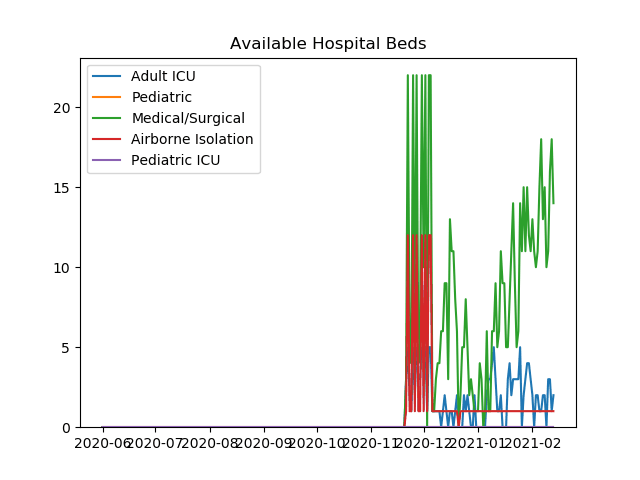 Available Hospital Beds
Adult ICU
Pediatric
Medical/Surgical
Airborne Isolation
Pediatric ICU
20
15
10
5
0
2020-06 2020-07 2020-08 2020-09 2020-10 2020-11 2020-12 2021-01 2021-02